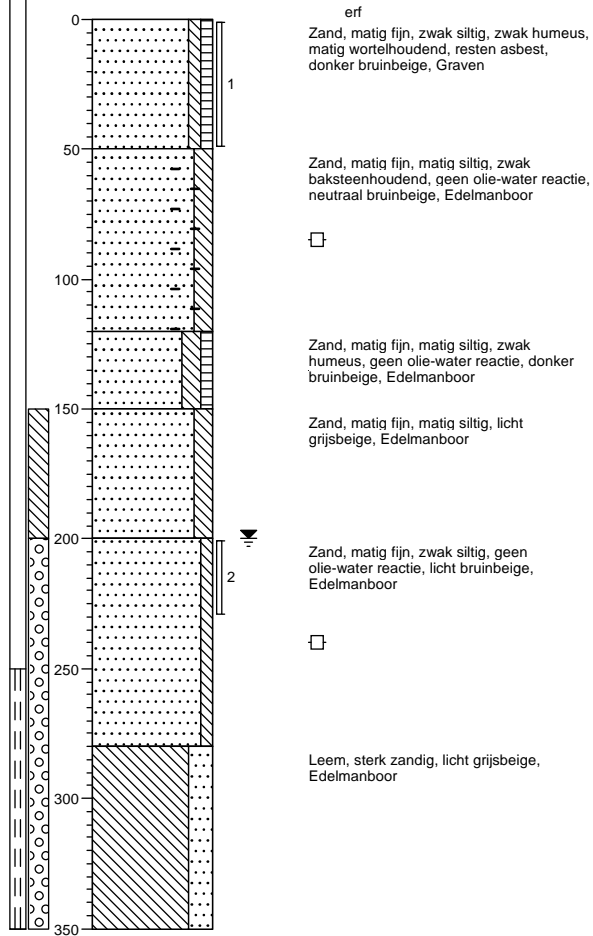 erf
0
Zand, matig fijn, zwak siltig, zwak humeus,
matig wortelhoudend, resten asbest,
donker bruinbeige, Graven
1
50
Zand, matig fijn, matig siltig, zwak
baksteenhoudend, geen olie-water reactie,
neutraal bruinbeige, Edelmanboor
100
Zand, matig fijn, matig siltig, zwak
humeus, geen olie-water reactie, donker
bruinbeige, Edelmanboor
150
Zand, matig fijn, matig siltig, licht
grijsbeige, Edelmanboor
200
Zand, matig fijn, zwak siltig, geen
olie-water reactie, licht bruinbeige,
Edelmanboor
2
250
Leem, sterk zandig, licht grijsbeige,
Edelmanboor
300
350